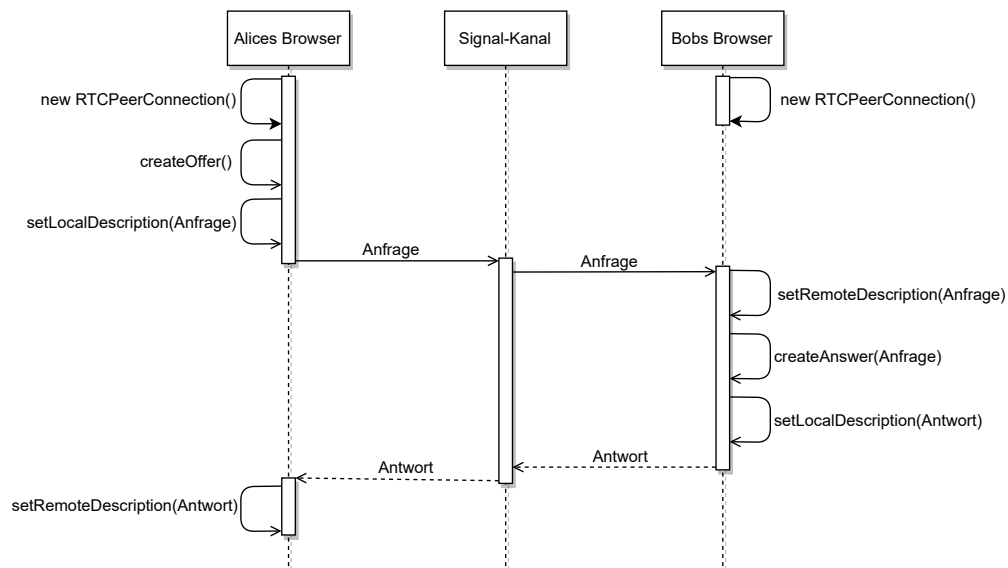 Alices Browser
Signal-Kanal
Bobs Browser
new RTCPeerConnection()
new RTCPeerConnection()
createOffer()
setLocalDescription(Anfrage)
Anfrage
Anfrage
setRemoteDescription(Anfrage)
createAnswer(Anfrage)
setLocalDescription(Antwort)
Antwort
Antwort
setRemoteDescription(Antwort)